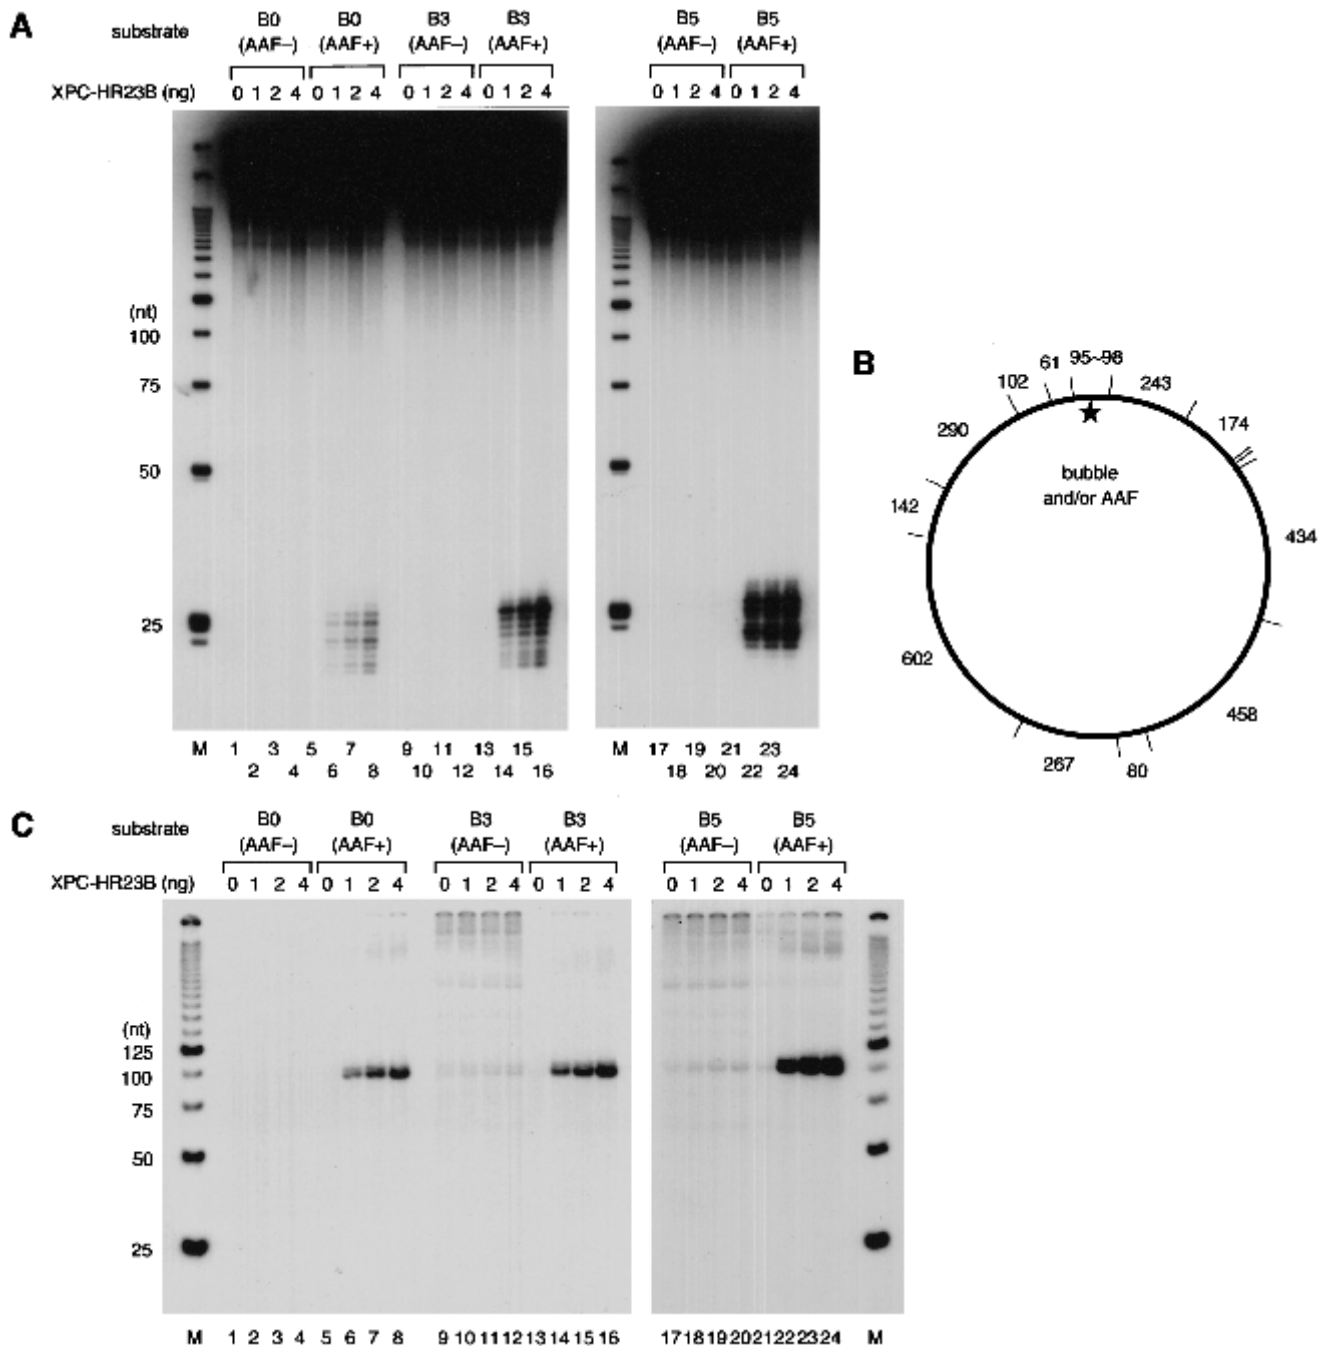 A
substrate
B0 B0 B3 B3 B5 B5
(AAF–) (AAF+) (AAF–) (AAF+) (AAF–) (AAF+)
XPC-HR23B (ng) 0 1 2 4 0 1 2 4 0 1 2 4 0 1 2 4 0 1 2 4 0 1 2 4
(nt)
100
75
50
25
M 1 3 5 7 9 11 13 15 M 17 19 21 23
2 4 6 8 10 12 14 16 18 20 22 24
B
61 95~98
102 243
290 174
bubble
and/or AAF
142
434
602
458
267 80
C
substrate
B0 B0 B3 B3 B5 B5
(AAF–) (AAF+) (AAF–) (AAF+) (AAF–) (AAF+)
XPC-HR23B (ng) 0 1 2 4 0 1 2 4 0 1 2 4 0 1 2 4 0 1 2 4 0 1 2 4
(nt)
125
100
75
50
25
M 1 2 3 4 5 6 7 8 9 10 11 12 13 14 15 16 17 18 19 20 21 22 23 24 M